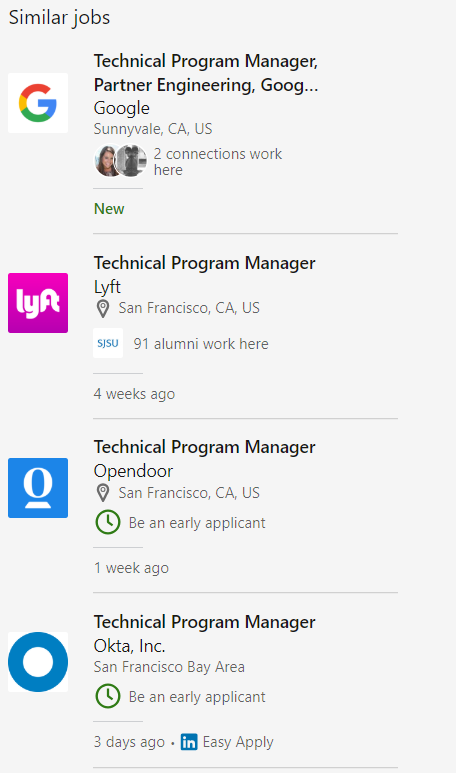 Similar jobs
Technical Program Manager,
Partner Engineering, Goog...
Google
Sunnyvale, CA, US
2 connections work
here
New
lyft
Technical Program Manager
Lyft
San Francisco, CA, US
SJSU
91 alumni work here
4 weeks ago
Technical Program Manager
Opendoor
San Francisco, CA, US
Be an early applicant
1 week ago
Technical Program Manager
Okta, Inc.
San Francisco Bay Area
Be an early applicant
3 days ago • in Easy Apply